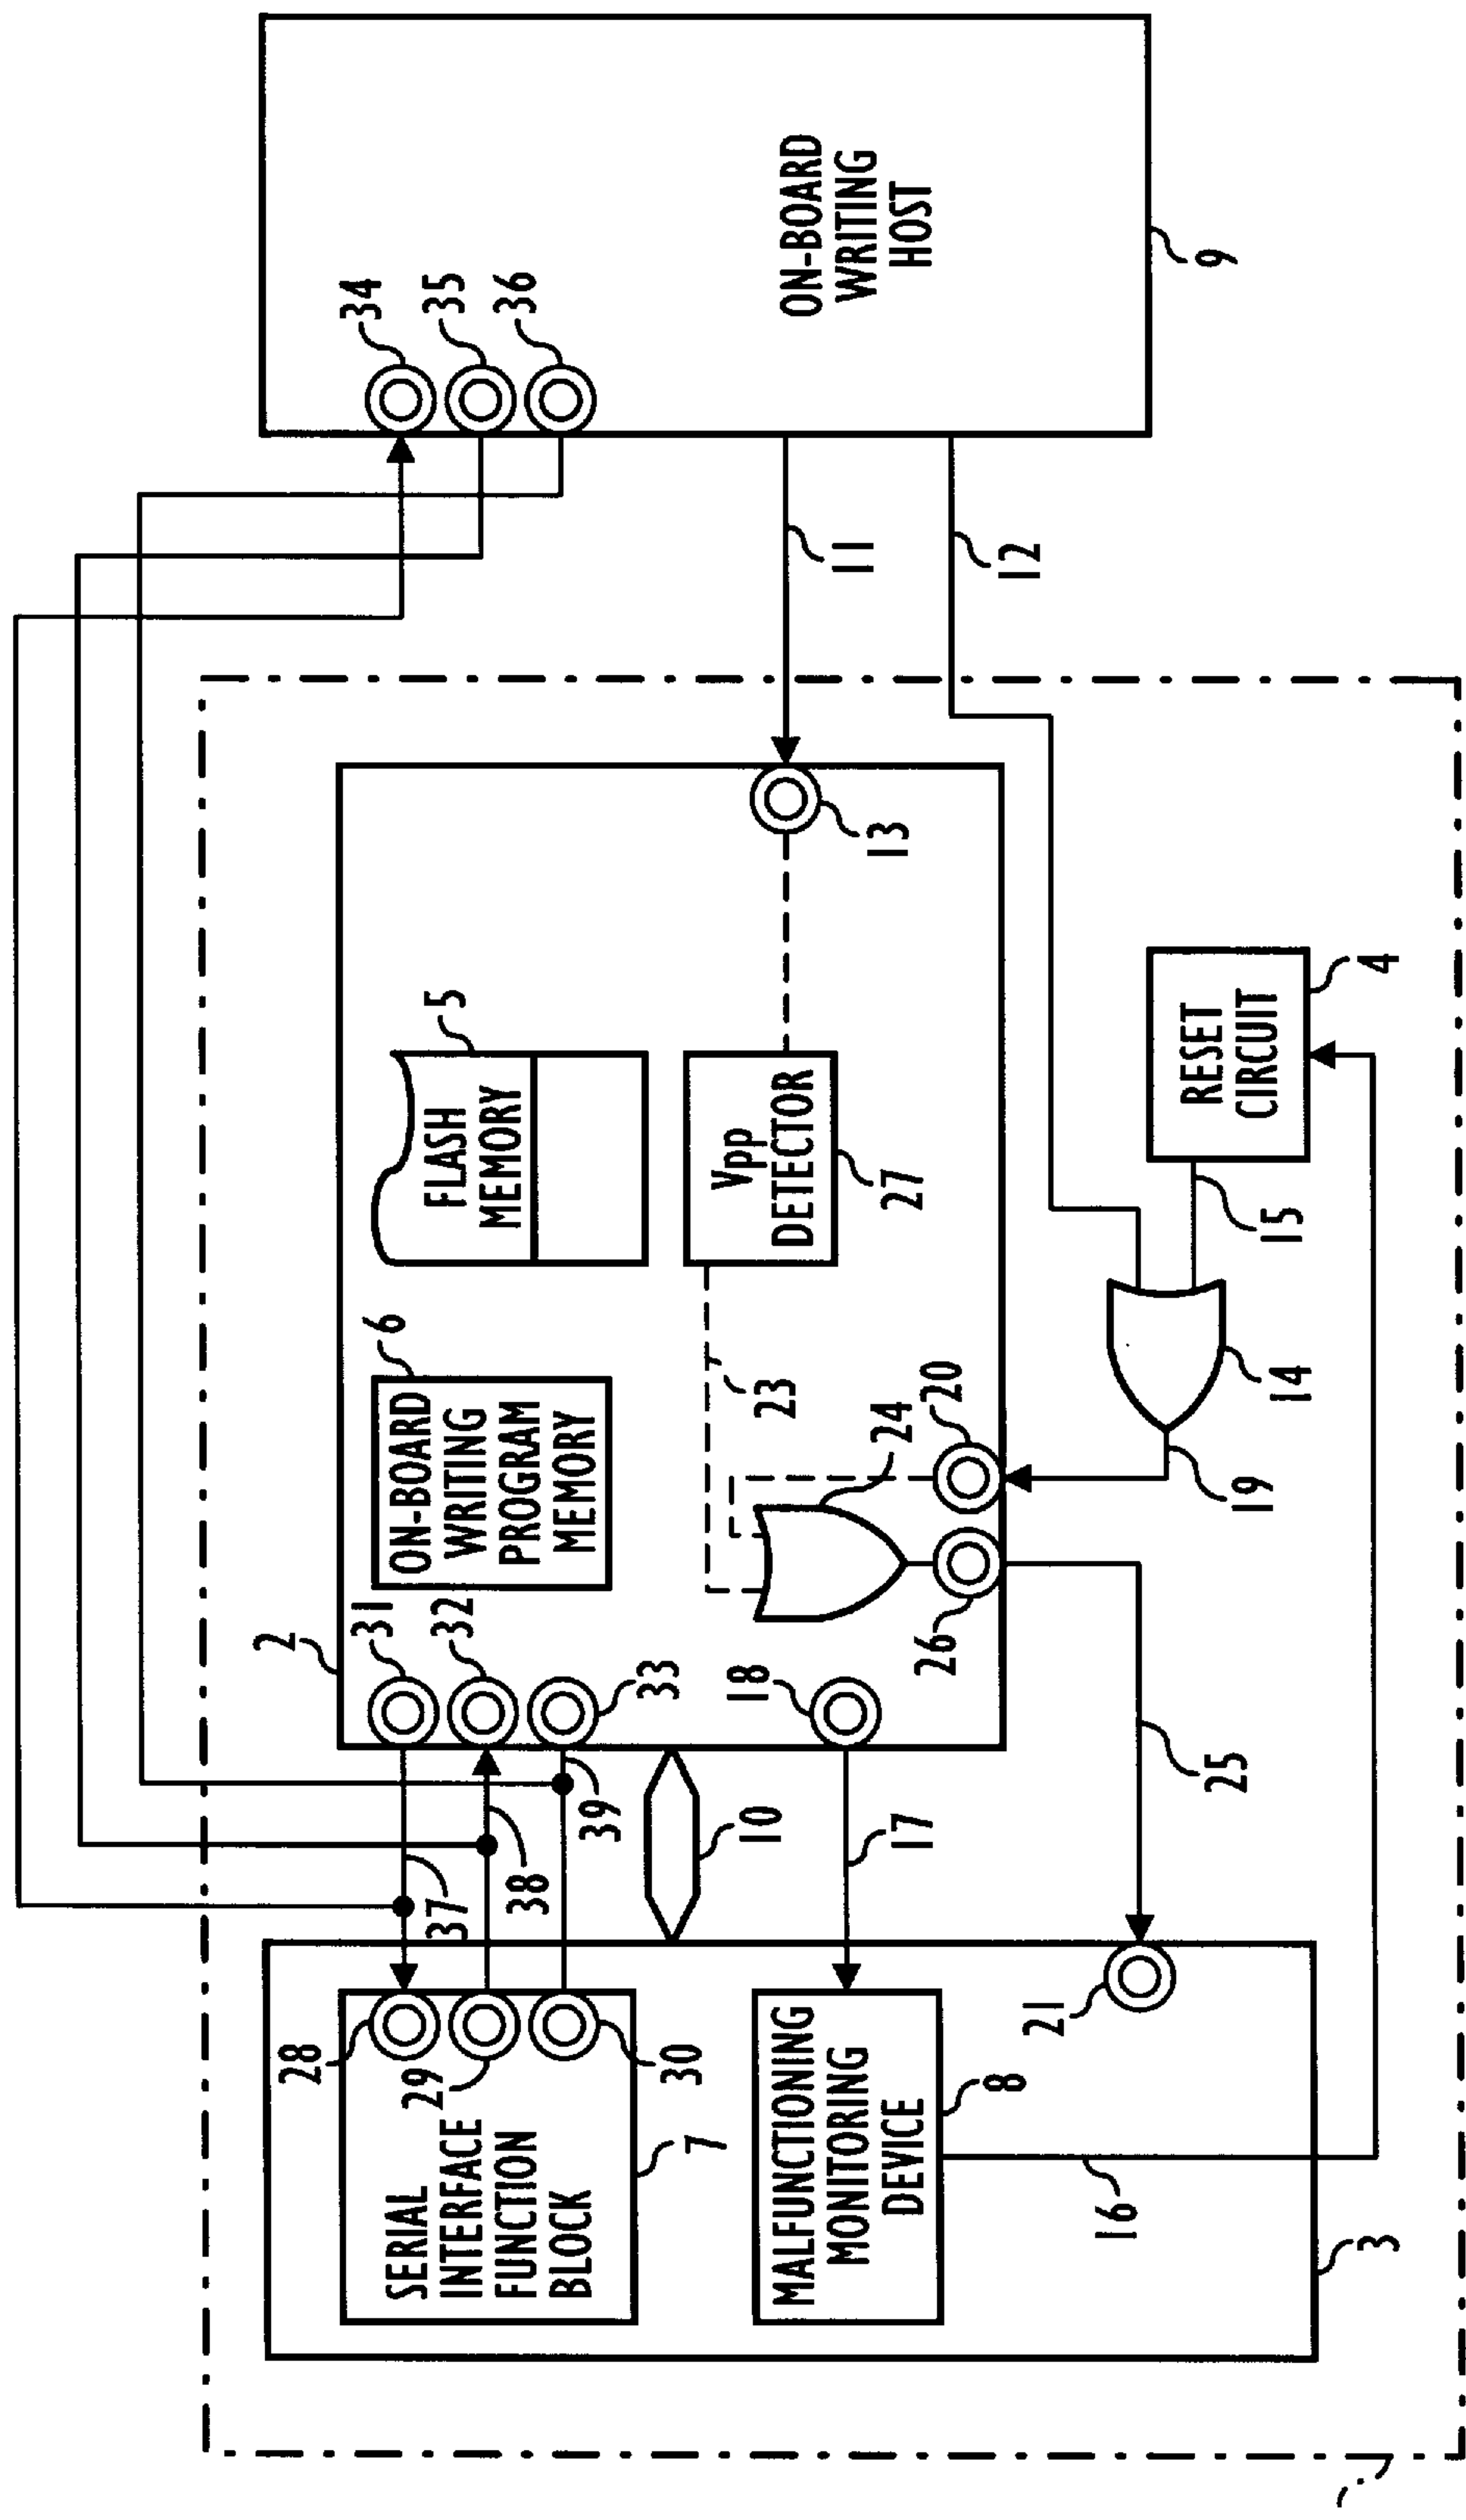 34
35
36
ON-BOARD
WRITING
HOST
9
11
12
13
5
FLASH
MEMORY
Vpp
DETECTOR
27
RESET
CIRCUIT
4
15
14
19
6
ON-BOARD
WRITING
PROGRAM
MEMORY
23
24
20
26
2
31
32
33
18
37
38
39
10
17
25
28
29
30
SERIAL
INTERFACE
FUNCTION
BLOCK
7
MALFUNCTIONING
MONITORING
DEVICE
8
21
16
3